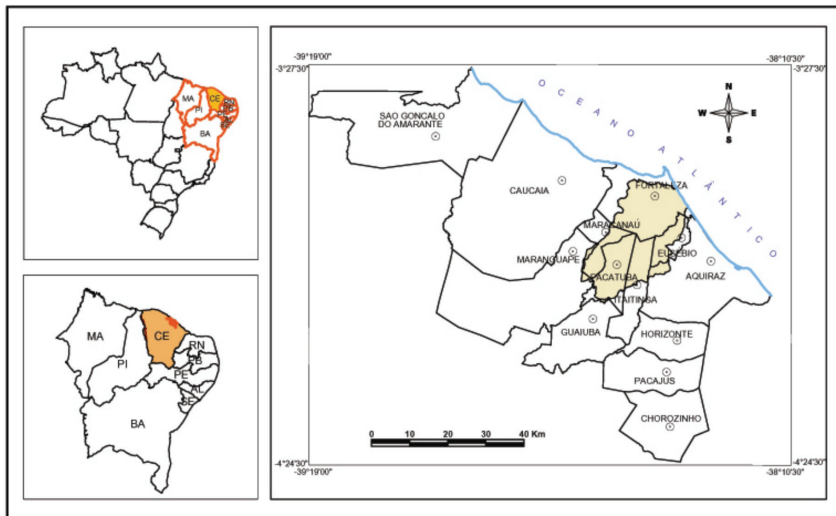 MA
CE
PI
BA
MA
CE
RN
PI
PB
PE
AL
SE
BA
-39°19'00"
-38°10'30"
-3°27'30"
-3°27'30"
N
W
E
S
OCEANO ATLÂNTICO
SAO GONCALO
DO AMARANTE
CAUCAIA
FORTALEZA
MARACANAÚ
MARANGUAPE
EUSÉBIO
PACATUBA
AQUIRAZ
ITAITINGA
GUAIUBA
HORIZONTE
PACAJÚS
CHOROZINHO
0 10 20 30 40 Km
-4°24'30"
-4°24'30"
-39°19'00"
-38°10'30"